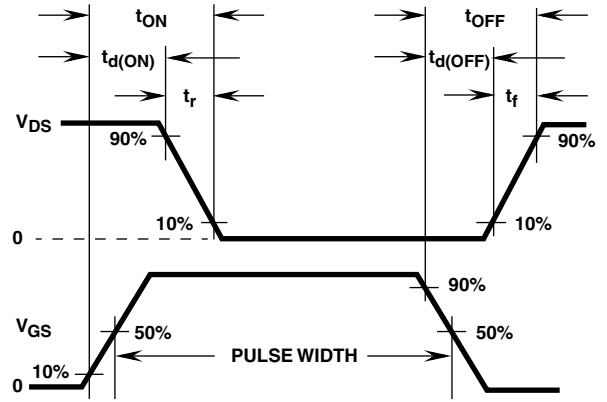 tON tOFF
td(ON) td(OFF)
tr tf
VDS
90% 90%
10% 10%
0
90%
VGS 50% 50%
PULSE WIDTH
10%
0